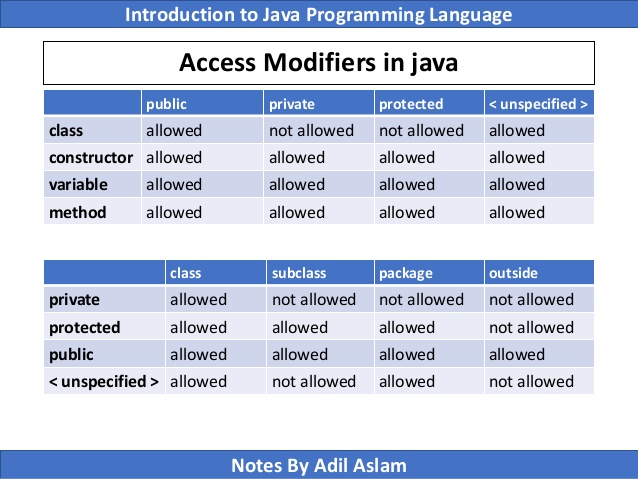 Introduction to Java Programming Language
Access Modifiers in java
public private protected < unspecified >
class allowed not allowed not allowed allowed
constructor allowed allowed allowed allowed
variable allowed allowed allowed allowed
method allowed allowed allowed allowed
class subclass package outside
private allowed not allowed not allowed not allowed
protected allowed allowed allowed not allowed
public allowed allowed allowed allowed
< unspecified > allowed not allowed allowed not allowed
Notes By Adil Aslam